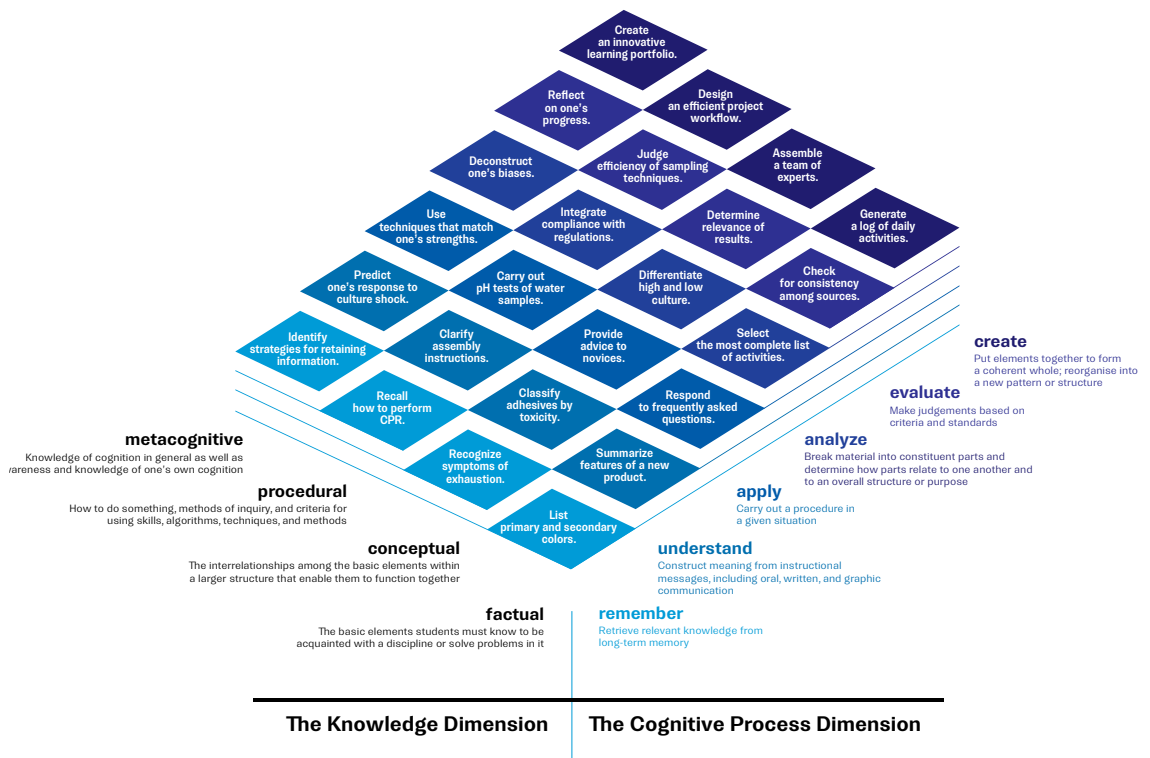 Create
an innovative
learning portfolio.
Reflect
on one's
progress.
Design
an efficient project
workflow.
Deconstruct
one's biases.
Judge
efficiency of sampling
techniques.
Assemble
a team of
experts.
Use
techniques that match
one's strengths.
Integrate
compliance with
regulations.
Determine
relevance of
results.
Generate
a log of daily
activities.
Predict
one's response to
culture shock.
Carry out
pH tests of water
samples.
Differentiate
high and low
culture.
Check
for consistency
among sources.
Identify
strategies for retaining
information.
Clarify
assembly
instructions.
Provide
advice to
novices.
Select
the most complete list
of activities.
Recall
how to perform
CPR.
Classify
adhesives by
toxicity.
Respond
to frequently asked
questions.
Recognize
symptoms of
exhaustion.
Summarize
features of a new
product.
List
primary and secondary
colors.
metacognitive
Knowledge of cognition in general as well as
vareness and knowledge of one's own cognition
procedural
How to do something, methods of inquiry, and criteria for
using skills, algorithms, techniques, and methods
conceptual
The interrelationships among the basic elements within
a larger structure that enable them to function together
factual
The basic elements students must know to be
acquainted with a discipline or solve problems in it
create
Put elements together to form
a coherent whole; reorganise into
a new pattern or structure
evaluate
Make judgements based on
criteria and standards
analyze
Break material into constituent parts and
determine how parts relate to one another and
to an overall structure or purpose
apply
Carry out a procedure in
a given situation
understand
Construct meaning from instructional
messages, including oral, written, and graphic
communication
remember
Retrieve relevant knowledge from
long-term memory
The Knowledge Dimension
The Cognitive Process Dimension